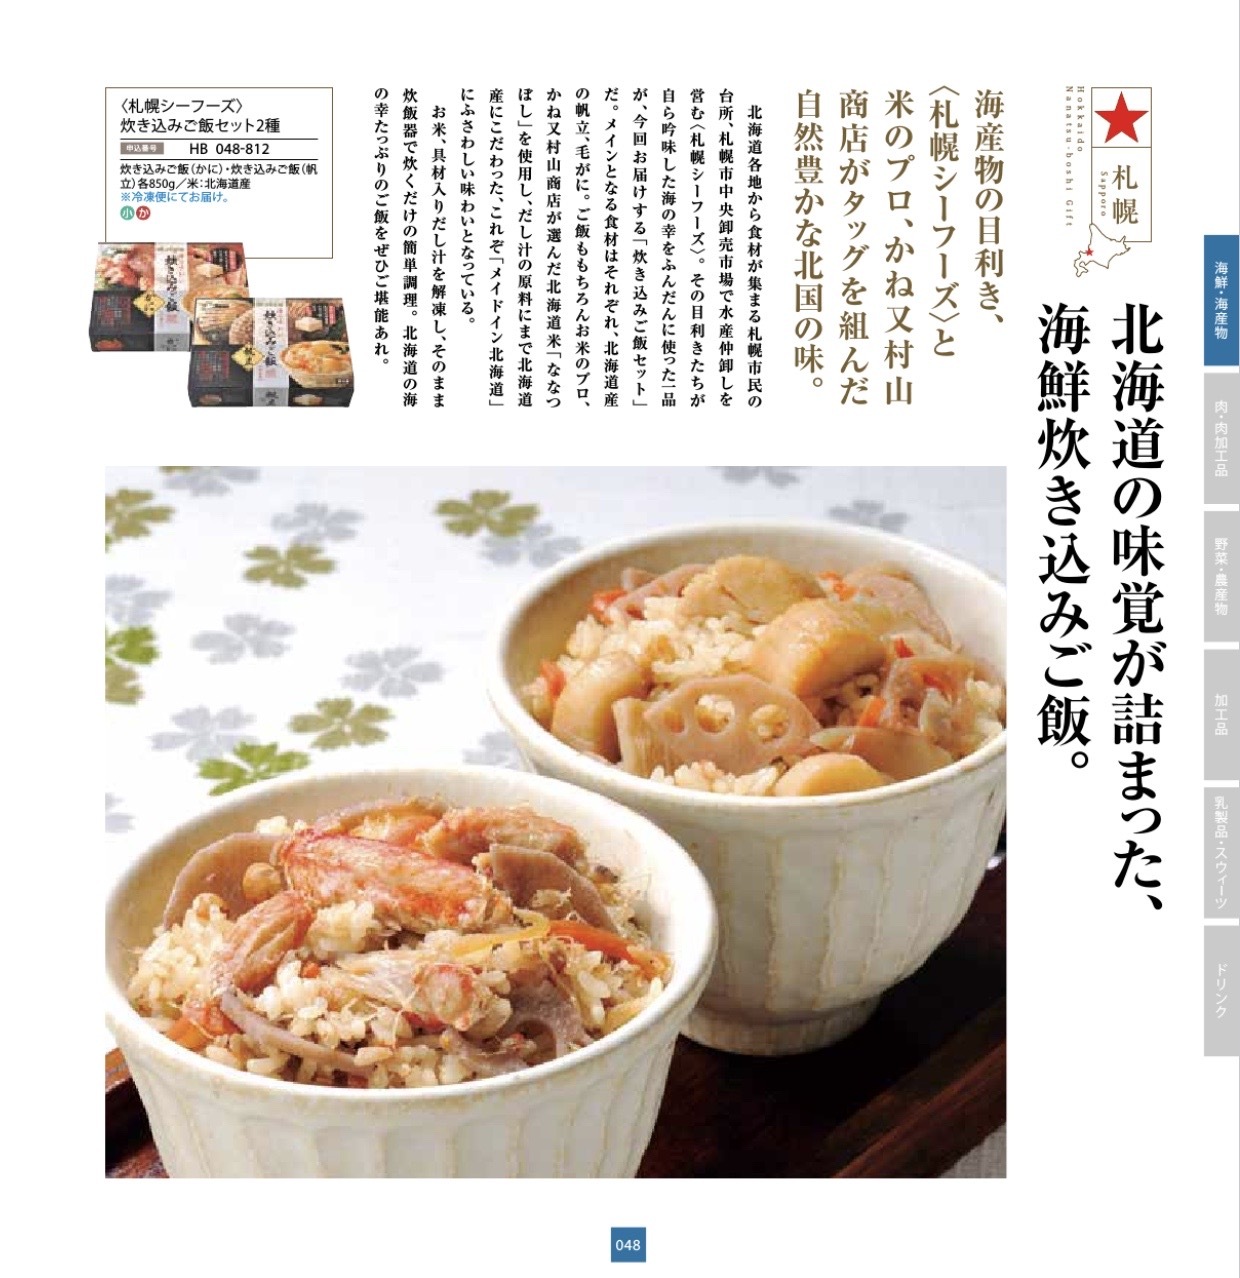 北海道の味覚が詰まった、
海鮮炊き込みご飯。
Hokkaido
Nanatsu-boshi Gift
札幌
Sapporo
海産物の目利き、
〈札幌シーフーズ〉と
米のプロ、かね又村山
商店がタッグを組んだ
自然豊かな北国の味。
北海道各地から食材が集まる札幌市民の
台所、札幌市中央卸売市場で水産仲卸しを
営む〈札幌シーフーズ〉。その目利きたちが
自ら吟味した海の幸をふんだんに使った一品
が、今回お届けする「炊き込みご飯セット」
だ。メインとなる食材はそれぞれ、北海道産
の帆立、毛がに。ご飯ももちろんお米のプロ、
かね又村山商店が選んだ北海道米「ななつ
ぼし」を使用し、だし汁の原料にまで北海道
産にこだわった、これぞ「メイドイン北海道」
にふさわしい味わいとなっている。
お米、具材入りだし汁を解凍し、そのまま
炊飯器で炊くだけの簡単調理。北海道の海
の幸たっぷりのご飯をぜひご堪能あれ。
〈札幌シーフーズ〉
炊き込みご飯セット2種
申込番号 HB 048-812
炊き込みご飯（かに）・炊き込みご飯（帆
立）各850g／米：北海道産
※冷凍便にてお届け。
小 か
炊き込みご飯
炊き込みご飯
海鮮・海産物
肉・肉加工品
野菜・農産物
加工品
乳製品・スウィーツ
ドリンク
048